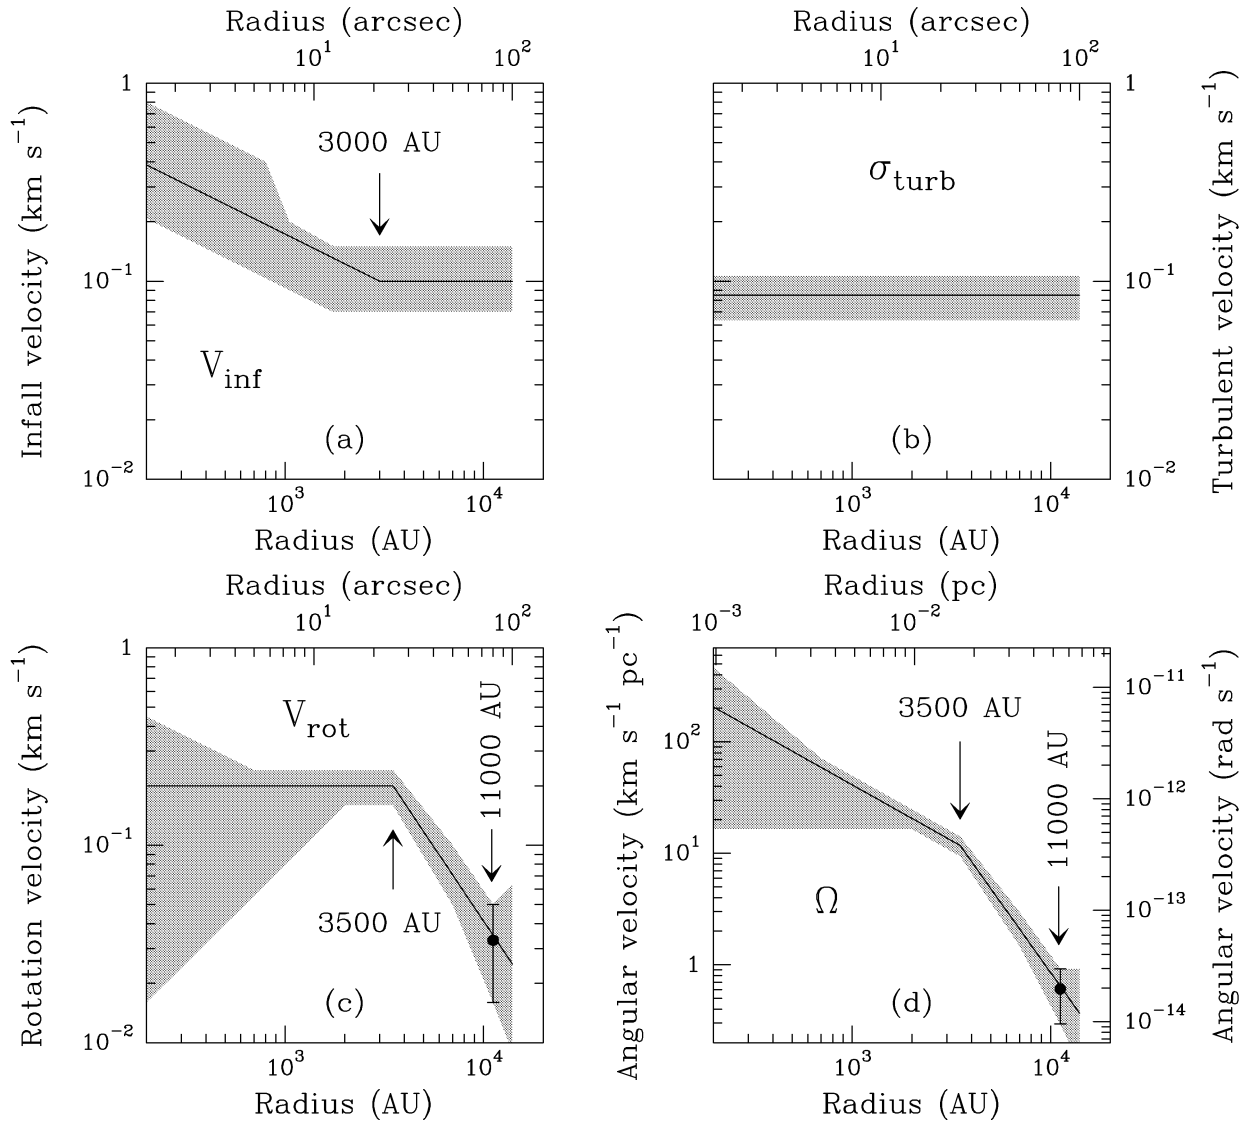 Radius (arcsec)
10^1 10^2
1
10^-1
10^-2
Infall velocity (km s^-1)
3000 AU
V_inf
(a)
10^3 10^4
Radius (AU)
Radius (arcsec)
10^1 10^2
1
10^-1
10^-2
Turbulent velocity (km s^-1)
σ_turb
(b)
10^3 10^4
Radius (AU)
Radius (arcsec)
10^1 10^2
1
10^-1
10^-2
Rotation velocity (km s^-1)
V_rot
11000 AU
3500 AU
(c)
10^3 10^4
Radius (AU)
Radius (pc)
10^-3 10^-2
10^2
10^1
1
Angular velocity (km s^-1 pc^-1)
3500 AU
11000 AU
Ω
(d)
10^-11
10^-12
10^-13
10^-14
Angular velocity (rad s^-1)
10^3 10^4
Radius (AU)